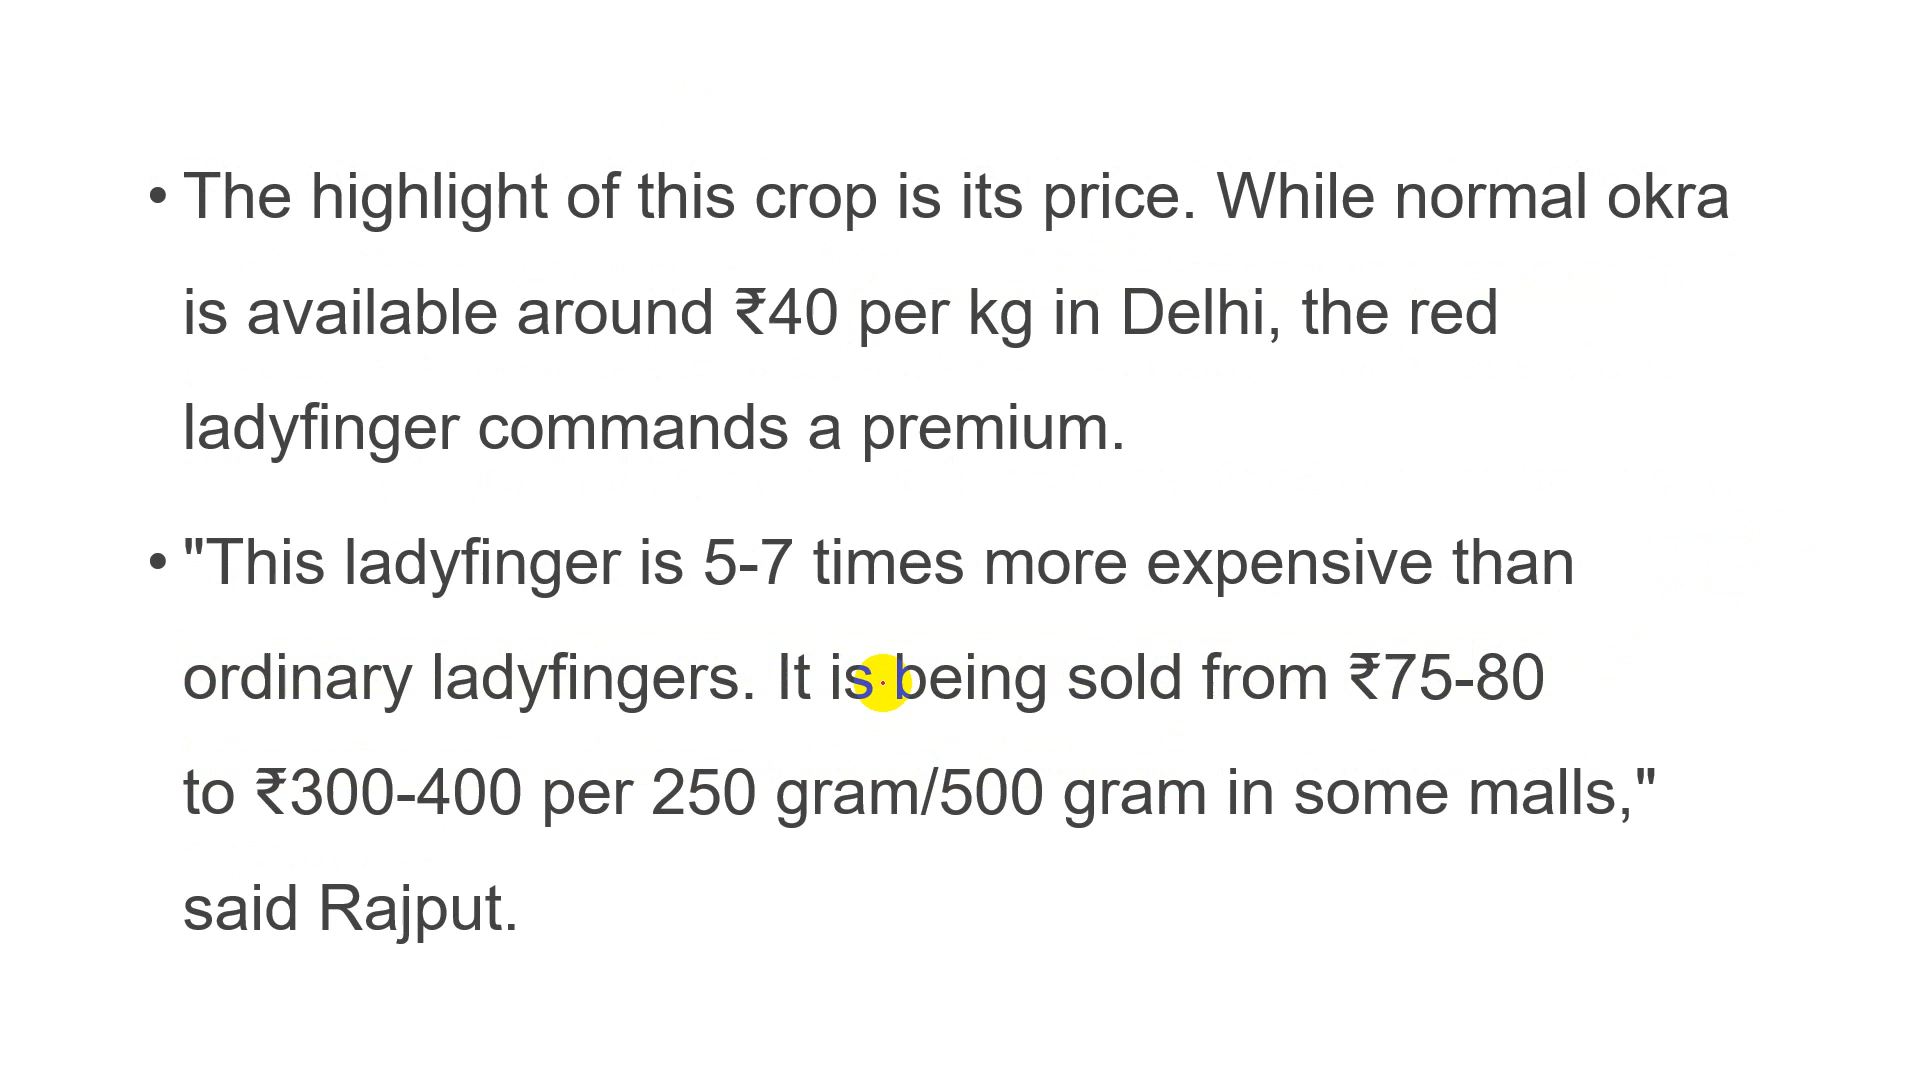 • The highlight of this crop is its price. While normal okra
is available around ₹40 per kg in Delhi, the red
ladyfinger commands a premium.
• "This ladyfinger is 5-7 times more expensive than
ordinary ladyfingers. It is being sold from ₹75-80
to ₹300-400 per 250 gram/500 gram in some malls,"
said Rajput.